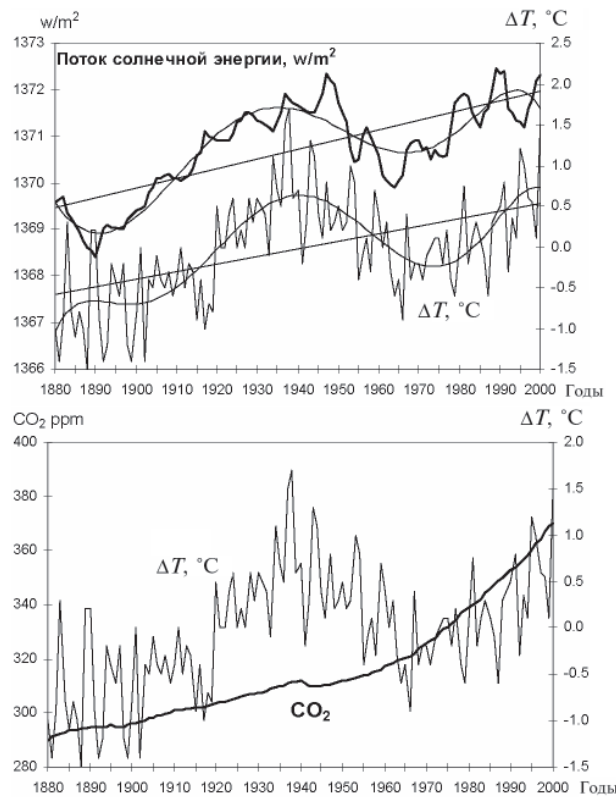 w/m² ΔT, °C
1373 2.5
Поток солнечной энергии, w/m²
1372 2.0
1371 1.5
1370 1.0
1369 0.5
1368 0.0
1367 -0.5
1366 -1.0
-1.5
ΔT, °C
1880 1890 1900 1910 1920 1930 1940 1950 1960 1970 1980 1990 2000 Годы
CO₂ ppm ΔT, °C
400 2.0
380 1.5
360 1.0
340 0.5
320 0.0
300 -0.5
280 -1.0
-1.5
ΔT, °C
CO₂
1880 1890 1900 1910 1920 1930 1940 1950 1960 1970 1980 1990 2000 Годы